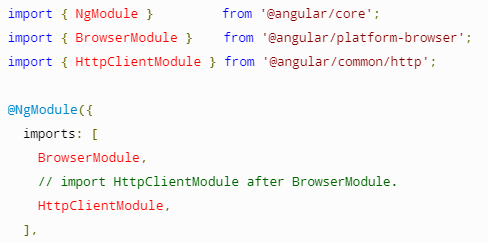 import { NgModule }         from '@angular/core';
import { BrowserModule }    from '@angular/platform-browser';
import { HttpClientModule } from '@angular/common/http';

@NgModule({
  imports: [
    BrowserModule,
    // import HttpClientModule after BrowserModule.
    HttpClientModule,
  ],